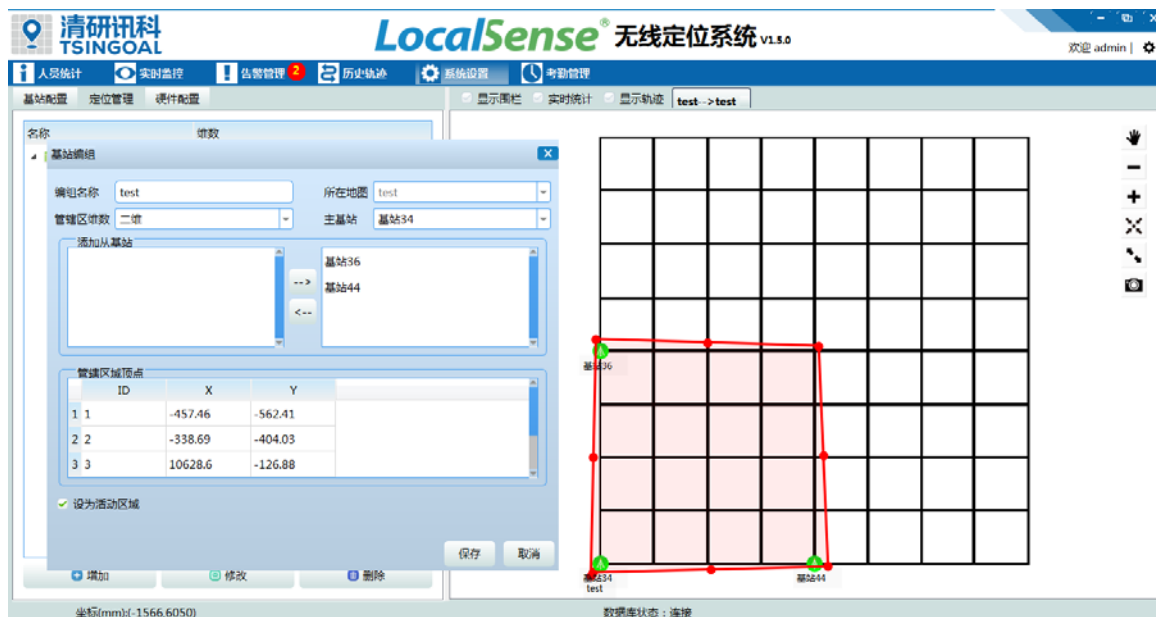 清研讯科
TSINGOAL
LocalSense® 无线定位系统 V1.5.0
欢迎 admin |
人员统计 实时监控 告警管理 2 历史轨迹 系统设置 考勤管理
基站配置 定位管理 硬件配置 显示围栏 实时统计 显示轨迹 test-->test
名称 维数
基站编组
编组名称 test 所在地图 test
管辖区维数 二维 主基站 基站34
添加从基站
基站36
-->
基站44
<--
管辖区域顶点
ID X Y
1 1 -457.46 -562.41
2 2 -338.69 -404.03
3 3 10628.6 -126.88
设为活动区域
保存 取消
增加 修改 删除
基站36
基站34 基站44
test
坐标(mm):(-1566,6050) 数据库状态：连接